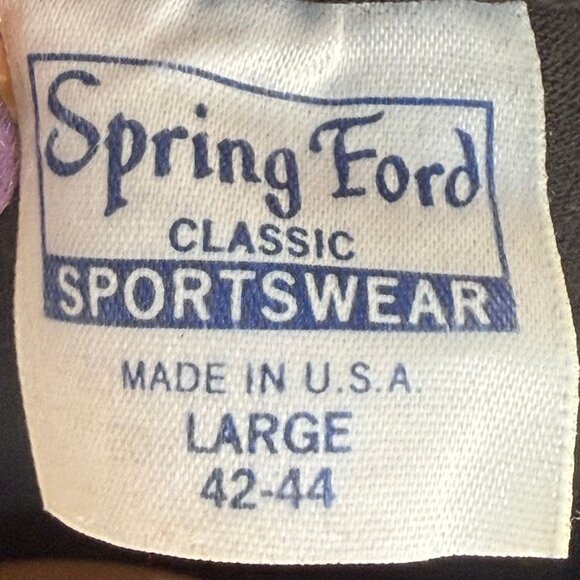 Spring Ford
CLASSIC
SPORTSWEAR
MADE IN U.S.A.
LARGE
42-44